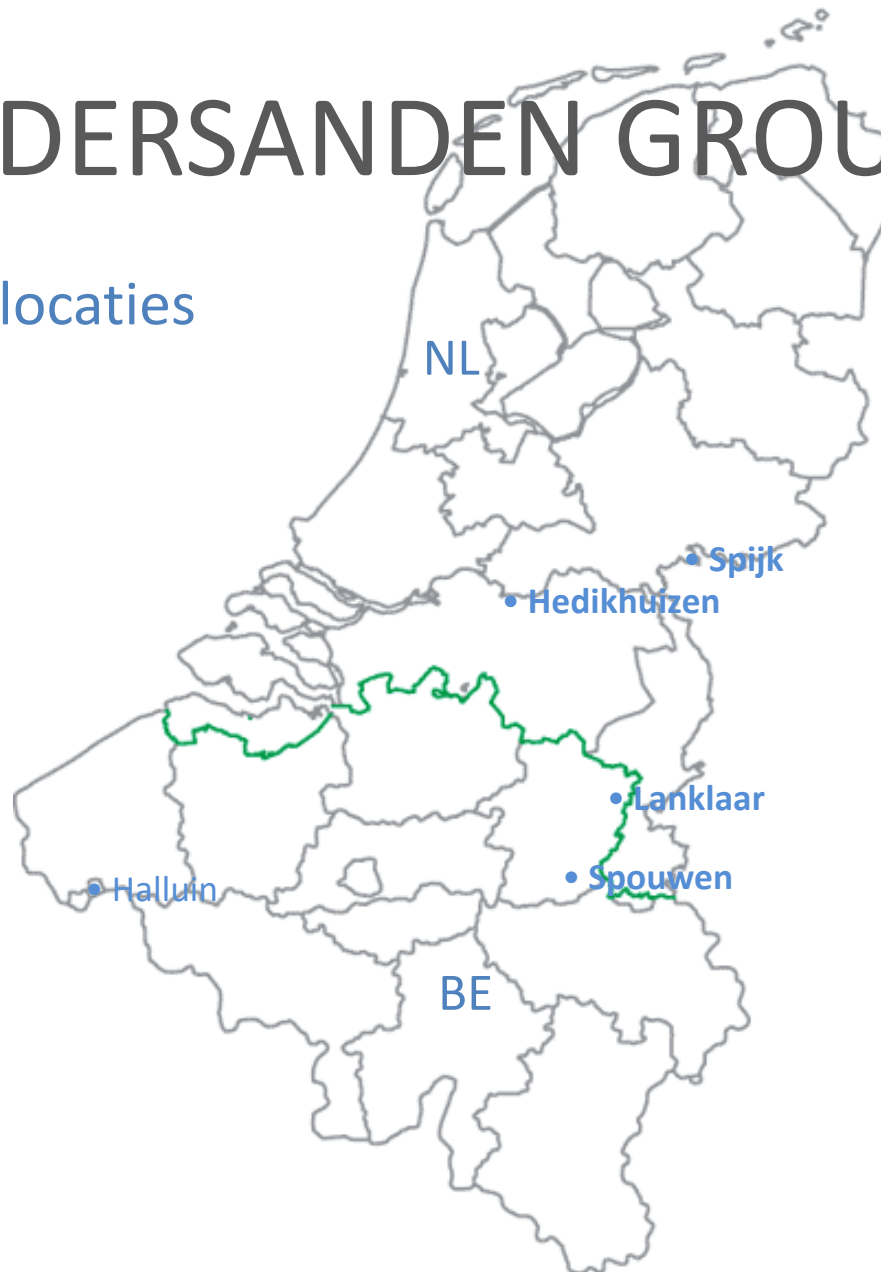 DERSANDEN GROU
locaties
NL
Spijk
Hedikhuizen
Lanklaar
Spouwen
Halluin
BE